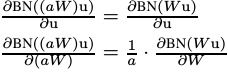 ∂BN((aW)u)/∂u = ∂BN(Wu)/∂u
∂BN((aW)u)/∂(aW) = 1/a · ∂BN(Wu)/∂W